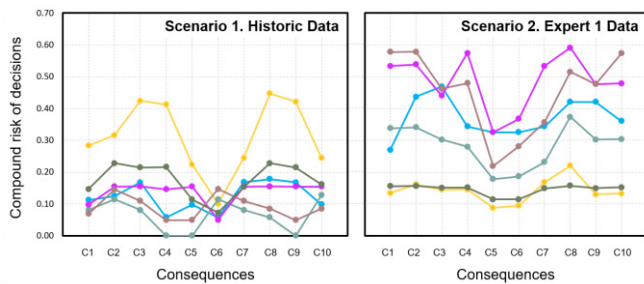 Scenario 1. Historic Data
Compound risk of decisions
0.70
0.60
0.50
0.40
0.30
0.20
0.10
0.00
C1 C2 C3 C4 C5 C6 C7 C8 C9 C10
Consequences
Scenario 2. Expert 1 Data
C1 C2 C3 C4 C5 C6 C7 C8 C9 C10
Consequences